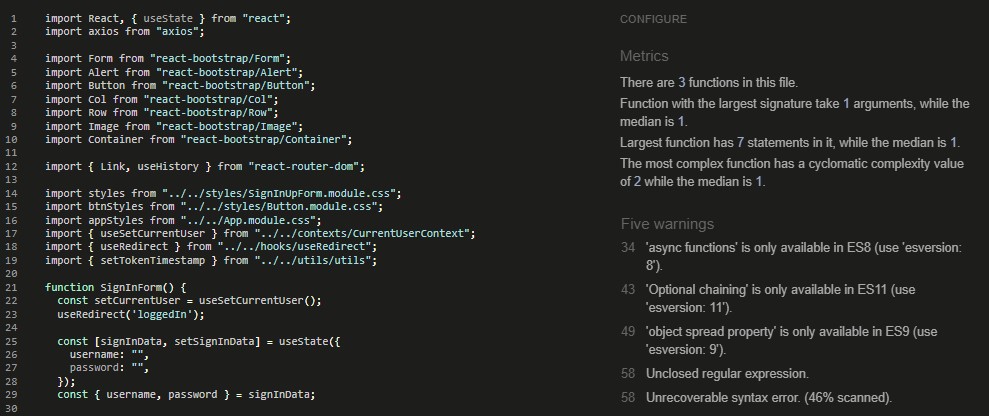 1 import React, { useState } from "react";
2 import axios from "axios";
3
4 import Form from "react-bootstrap/Form";
5 import Alert from "react-bootstrap/Alert";
6 import Button from "react-bootstrap/Button";
7 import Col from "react-bootstrap/Col";
8 import Row from "react-bootstrap/Row";
9 import Image from "react-bootstrap/Image";
10 import Container from "react-bootstrap/Container";
11
12 import { Link, useHistory } from "react-router-dom";
13
14 import styles from "../../styles/SignInUpForm.module.css";
15 import btnStyles from "../../styles/Button.module.css";
16 import appStyles from "../../App.module.css";
17 import { useSetCurrentUser } from "../../contexts/CurrentUserContext";
18 import { useRedirect } from "../../hooks/useRedirect";
19 import { setTokenTimestamp } from "../../utils/utils";
20
21 function SignInForm() {
22   const setCurrentUser = useSetCurrentUser();
23   useRedirect('loggedIn');
24
25   const [signInData, setSignInData] = useState({
26     username: "",
27     password: "",
28   });
29   const { username, password } = signInData;
30
CONFIGURE
Metrics
There are 3 functions in this file.
Function with the largest signature take 1 arguments, while the
median is 1.
Largest function has 7 statements in it, while the median is 1.
The most complex function has a cyclomatic complexity value
of 2 while the median is 1.
Five warnings
34 'async functions' is only available in ES8 (use 'esversion:
8').
43 'Optional chaining' is only available in ES11 (use
'esversion: 11').
49 'object spread property' is only available in ES9 (use
'esversion: 9').
58 Unclosed regular expression.
58 Unrecoverable syntax error. (46% scanned).